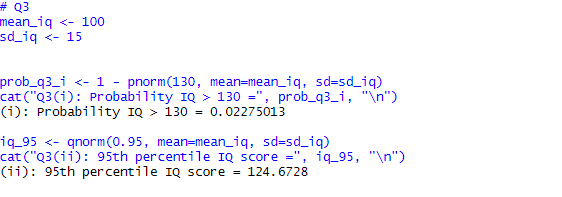 # Q3
mean_iq <- 100
sd_iq <- 15
prob_q3_i <- 1 - pnorm(130, mean=mean_iq, sd=sd_iq)
cat("Q3(i): Probability IQ > 130 =", prob_q3_i, "\n")
(i): Probability IQ > 130 = 0.02275013
iq_95 <- qnorm(0.95, mean=mean_iq, sd=sd_iq)
cat("Q3(ii): 95th percentile IQ score =", iq_95, "\n")
(ii): 95th percentile IQ score = 124.6728